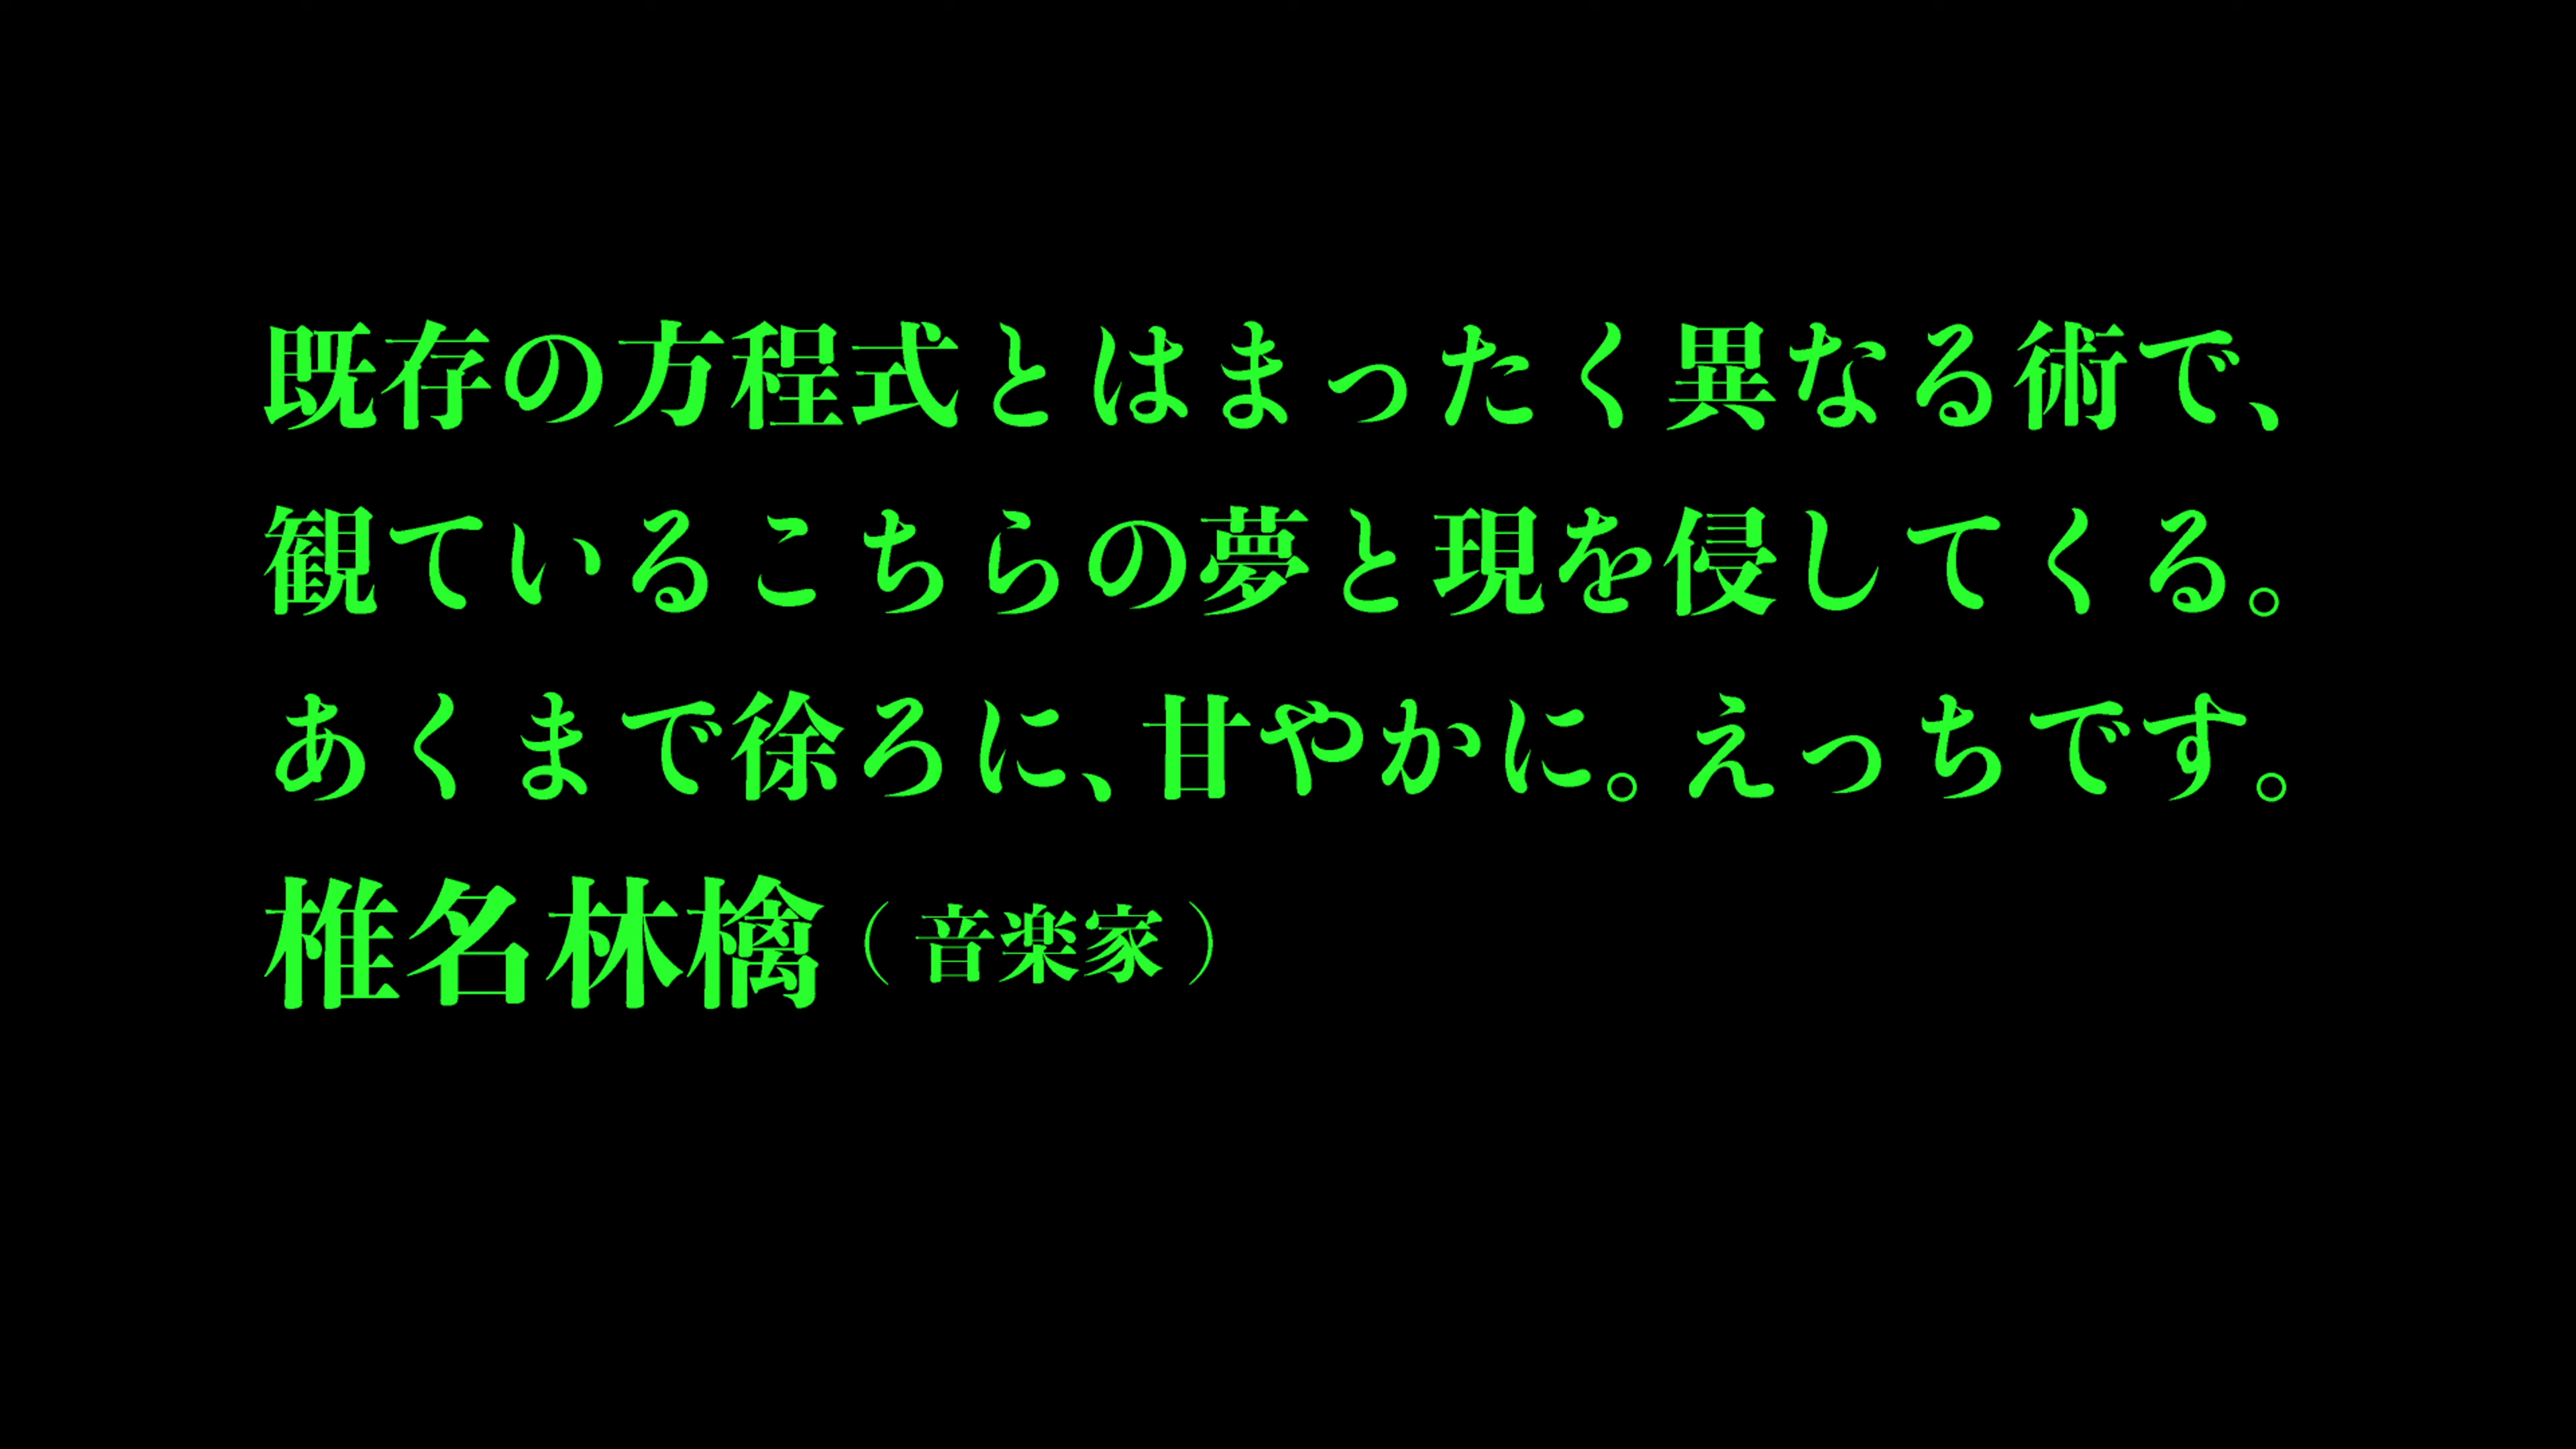 既存の方程式とはまったく異なる術で、
観ているこちらの夢と現を侵してくる。
あくまで徐ろに、甘やかに。えっちです。
椎名林檎（音楽家）